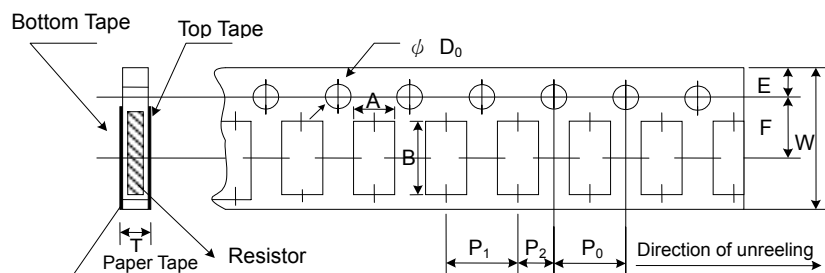 Bottom Tape
Top Tape
φ D₀
A
B
E
F
W
T
Paper Tape
Resistor
P₁
P₂
P₀
Direction of unreeling